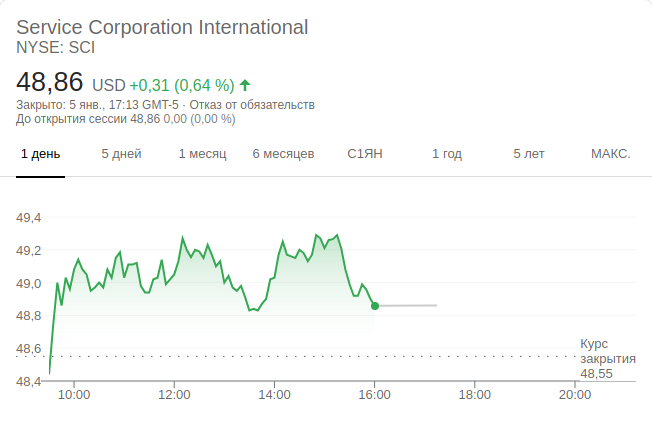 Service Corporation International
NYSE: SCI
48,86 USD +0,31 (0,64 %)
Закрыто: 5 янв., 17:13 GMT-5 · Отказ от обязательств
До открытия сессии 48,86 0,00 (0,00 %)
1 день 5 дней 1 месяц 6 месяцев С1ЯН 1 год 5 лет МАКС.
49,4
49,2
49,0
48,8
48,6
48,4
Курс
закрытия
48,55
10:00 12:00 14:00 16:00 18:00 20:00